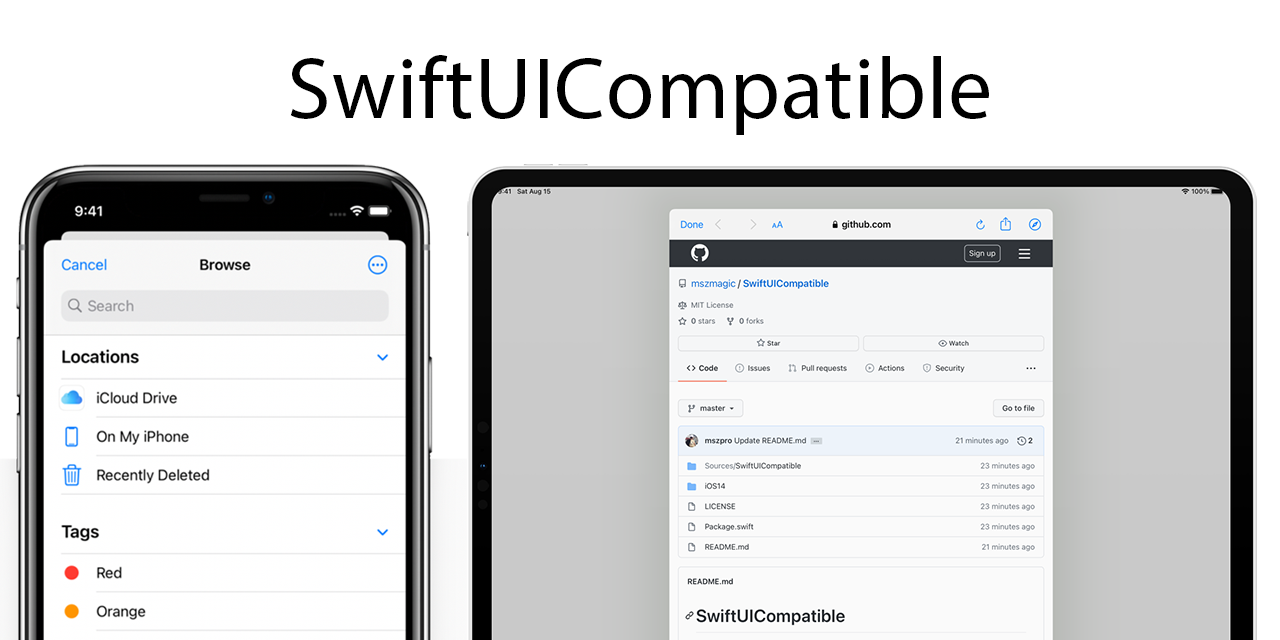 SwiftUICompatible
9:41
Cancel
Browse
Search
Locations
iCloud Drive
On My iPhone
Recently Deleted
Tags
Red
Orange
9:41 Sat Aug 15
100%
Done
AA
github.com
Sign up
mszmagic / SwiftUICompatible
MIT License
0 stars 0 forks
Star
Watch
Code Issues Pull requests Actions Security
master
Go to file
mszpro Update README.md 21 minutes ago 2
Sources/SwiftUICompatible 23 minutes ago
iOS14 23 minutes ago
LICENSE 23 minutes ago
Package.swift 23 minutes ago
README.md 21 minutes ago
README.md
SwiftUICompatible